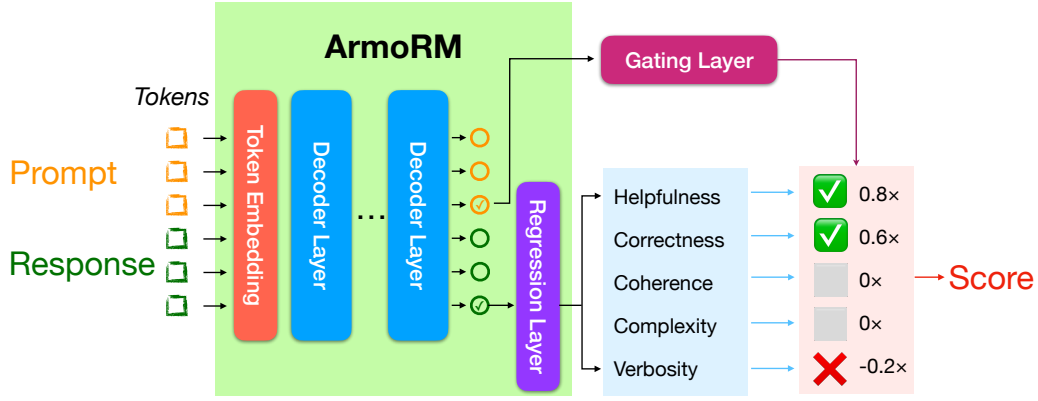 ArmoRM
Gating Layer
Tokens
Prompt
Response
Token Embedding
Decoder Layer
...
Decoder Layer
Regression Layer
Helpfulness
Correctness
Coherence
Complexity
Verbosity
0.8×
0.6×
0×
0×
-0.2×
Score